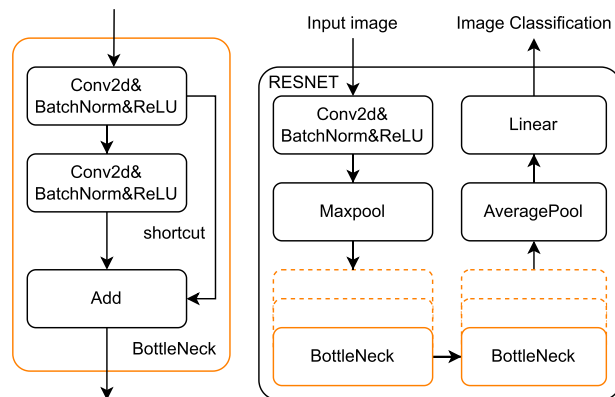 Conv2d&
BatchNorm&ReLU
Conv2d&
BatchNorm&ReLU
shortcut
Add
BottleNeck
Input image
Image Classification
RESNET
Conv2d&
BatchNorm&ReLU
Linear
Maxpool
AveragePool
BottleNeck
BottleNeck